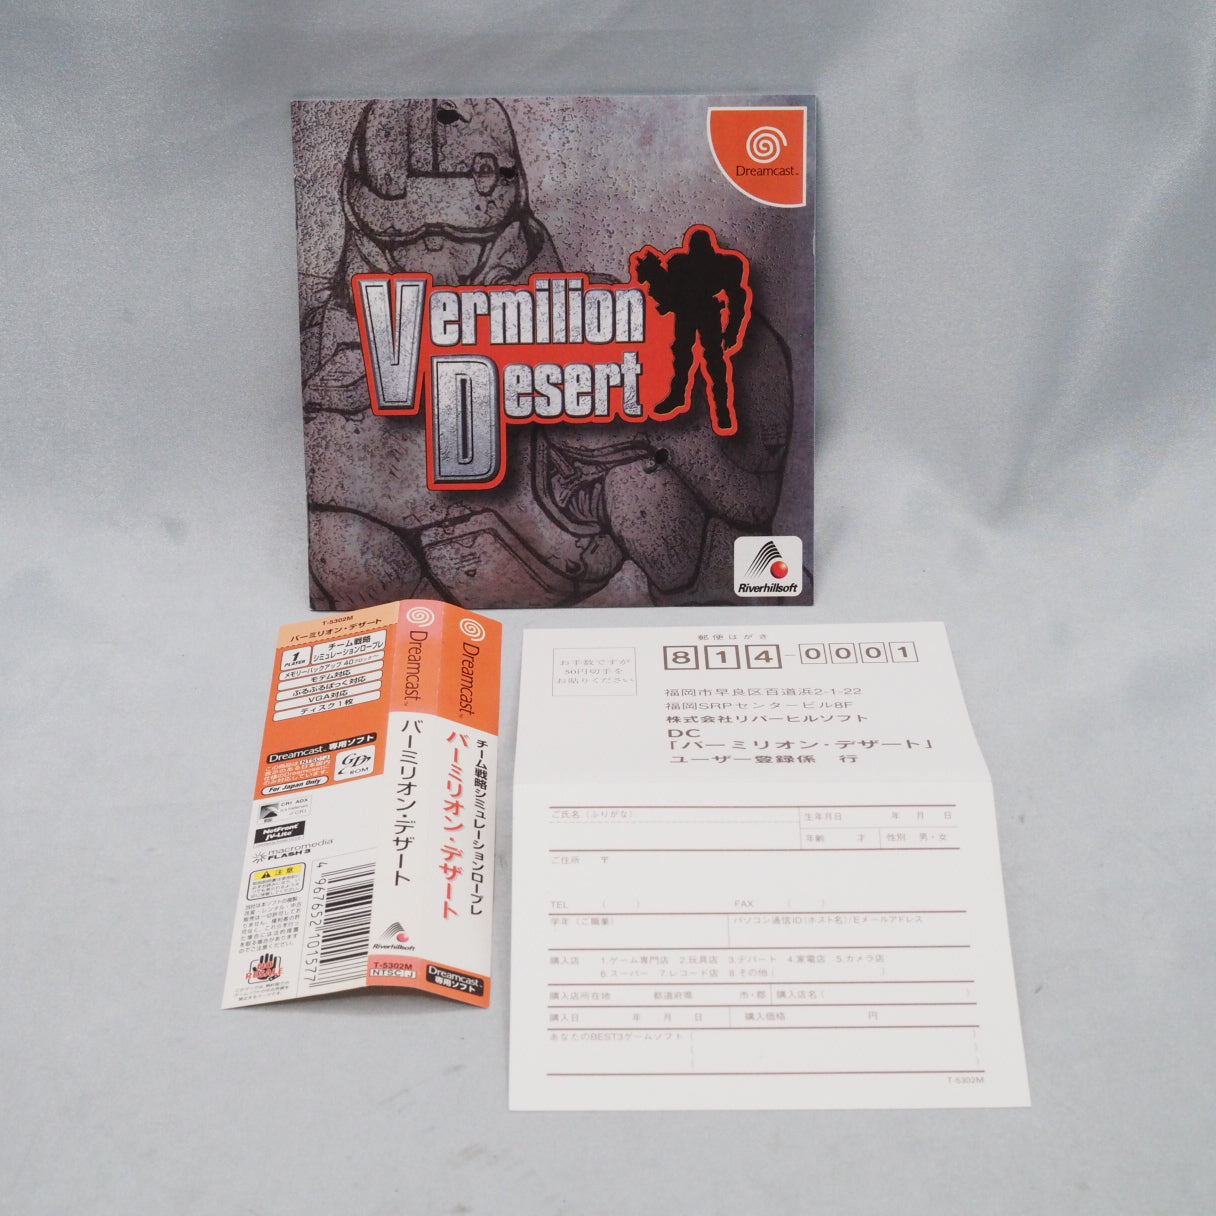 Dreamcast
Vermilion
Desert
Riverhillsoft
T-5302M
バーミリオン・デザート
1
PLAYER
チーム戦略
シミュレーションロープレ
メモリーバックアップ 40ブロック〜
モデム対応
ぷるぷるぱっく対応
VGA対応
ディスク1枚
Dreamcast 専用ソフト
For Japan Only
GD-ROM
CRI ADX
NetFront
JV-Lite
macromedia
FLASH 3
注意
4 967652 101577
Dreamcast
バーミリオン・デザート
Riverhillsoft
T-5302M
NTSC J
Dreamcast
チーム戦略シミュレーションロープレ
バーミリオン・デザート
Dreamcast
専用ソフト
郵便はがき
お手数ですが
50円切手を
お貼りください
814-0001
福岡市早良区百道浜2-1-22
福岡SRPセンタービル8F
株式会社リバーヒルソフト
DC
「バーミリオン・デザート」
ユーザー登録係 行
ご氏名(ふりがな)
生年月日 年 月 日
年齢 才 性別 男・女
ご住所 〒
TEL ( ) FAX ( )
学年(ご職業) パソコン通信ID(ホスト名)/Eメールアドレス
購入店 1.ゲーム専門店 2.玩具店 3.デパート 4.家電店 5.カメラ店
6.スーパー 7.レコード店 8.その他( )
購入店所在地 都道府県 市・郡 購入店名( )
購入日 年 月 日 購入価格 円
あなたのBEST3ゲームソフト
T-5302M